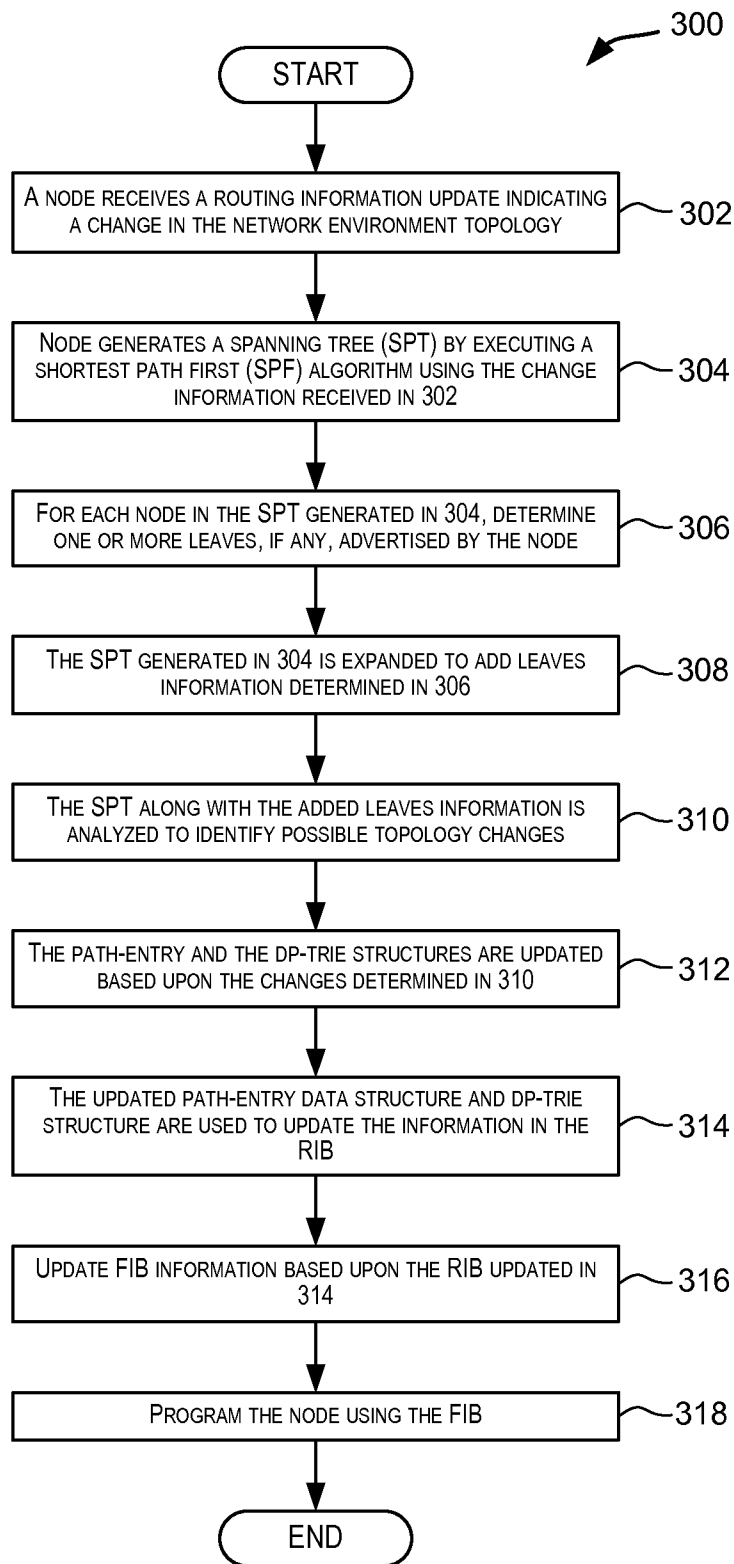 300
START
A NODE RECEIVES A ROUTING INFORMATION UPDATE INDICATING
A CHANGE IN THE NETWORK ENVIRONMENT TOPOLOGY
302
NODE GENERATES A SPANNING TREE (SPT) BY EXECUTING A
SHORTEST PATH FIRST (SPF) ALGORITHM USING THE CHANGE
INFORMATION RECEIVED IN 302
304
FOR EACH NODE IN THE SPT GENERATED IN 304, DETERMINE
ONE OR MORE LEAVES, IF ANY, ADVERTISED BY THE NODE
306
THE SPT GENERATED IN 304 IS EXPANDED TO ADD LEAVES
INFORMATION DETERMINED IN 306
308
THE SPT ALONG WITH THE ADDED LEAVES INFORMATION IS
ANALYZED TO IDENTIFY POSSIBLE TOPOLOGY CHANGES
310
THE PATH-ENTRY AND THE DP-TRIE STRUCTURES ARE UPDATED
BASED UPON THE CHANGES DETERMINED IN 310
312
THE UPDATED PATH-ENTRY DATA STRUCTURE AND DP-TRIE
STRUCTURE ARE USED TO UPDATE THE INFORMATION IN THE
RIB
314
UPDATE FIB INFORMATION BASED UPON THE RIB UPDATED IN
314
316
PROGRAM THE NODE USING THE FIB
318
END